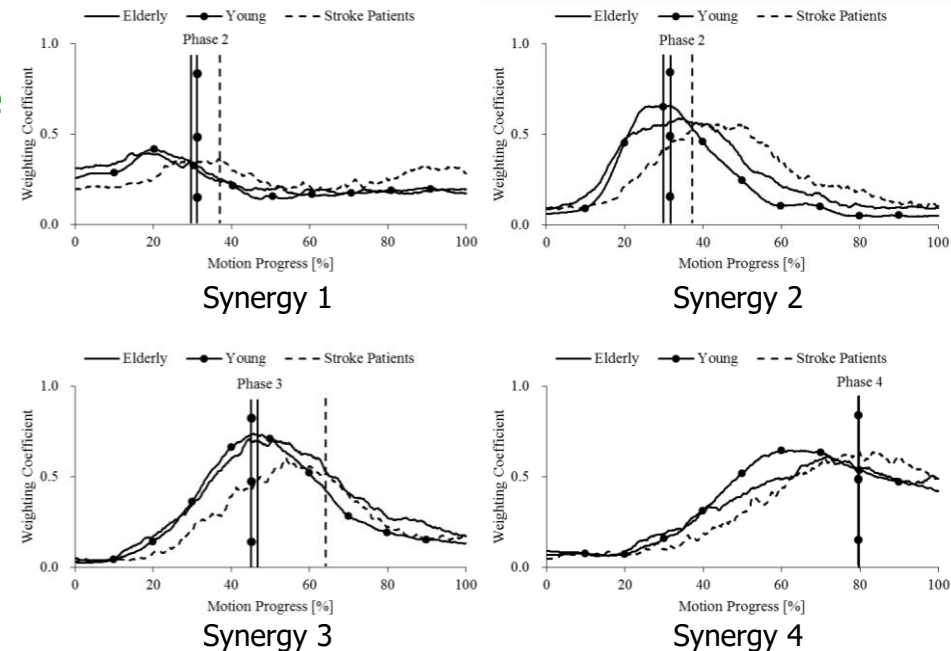 Elderly Young Stroke Patients
Phase 2
Weighting Coefficient
1.0
0.5
0.0
0 20 40 60 80 100
Motion Progress [%]
Synergy 1
Elderly Young Stroke Patients
Phase 2
Weighting Coefficient
1.0
0.5
0.0
0 20 40 60 80 100
Motion Progress [%]
Synergy 2
Elderly Young Stroke Patients
Phase 3
Weighting Coefficient
1.0
0.5
0.0
0 20 40 60 80 100
Motion Progress [%]
Synergy 3
Elderly Young Stroke Patients
Phase 4
Weighting Coefficient
1.0
0.5
0.0
0 20 40 60 80 100
Motion Progress [%]
Synergy 4